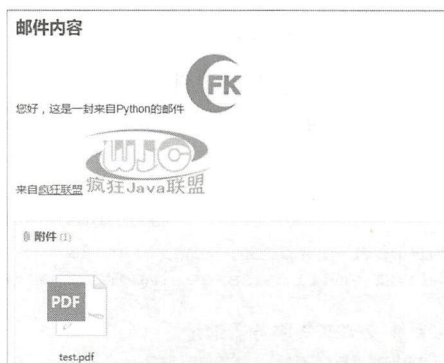 邮件内容
FK
您好，这是一封来自Python的邮件
WJC
来自疯狂联盟 疯狂Java联盟
附件 (1)
PDF
test.pdf